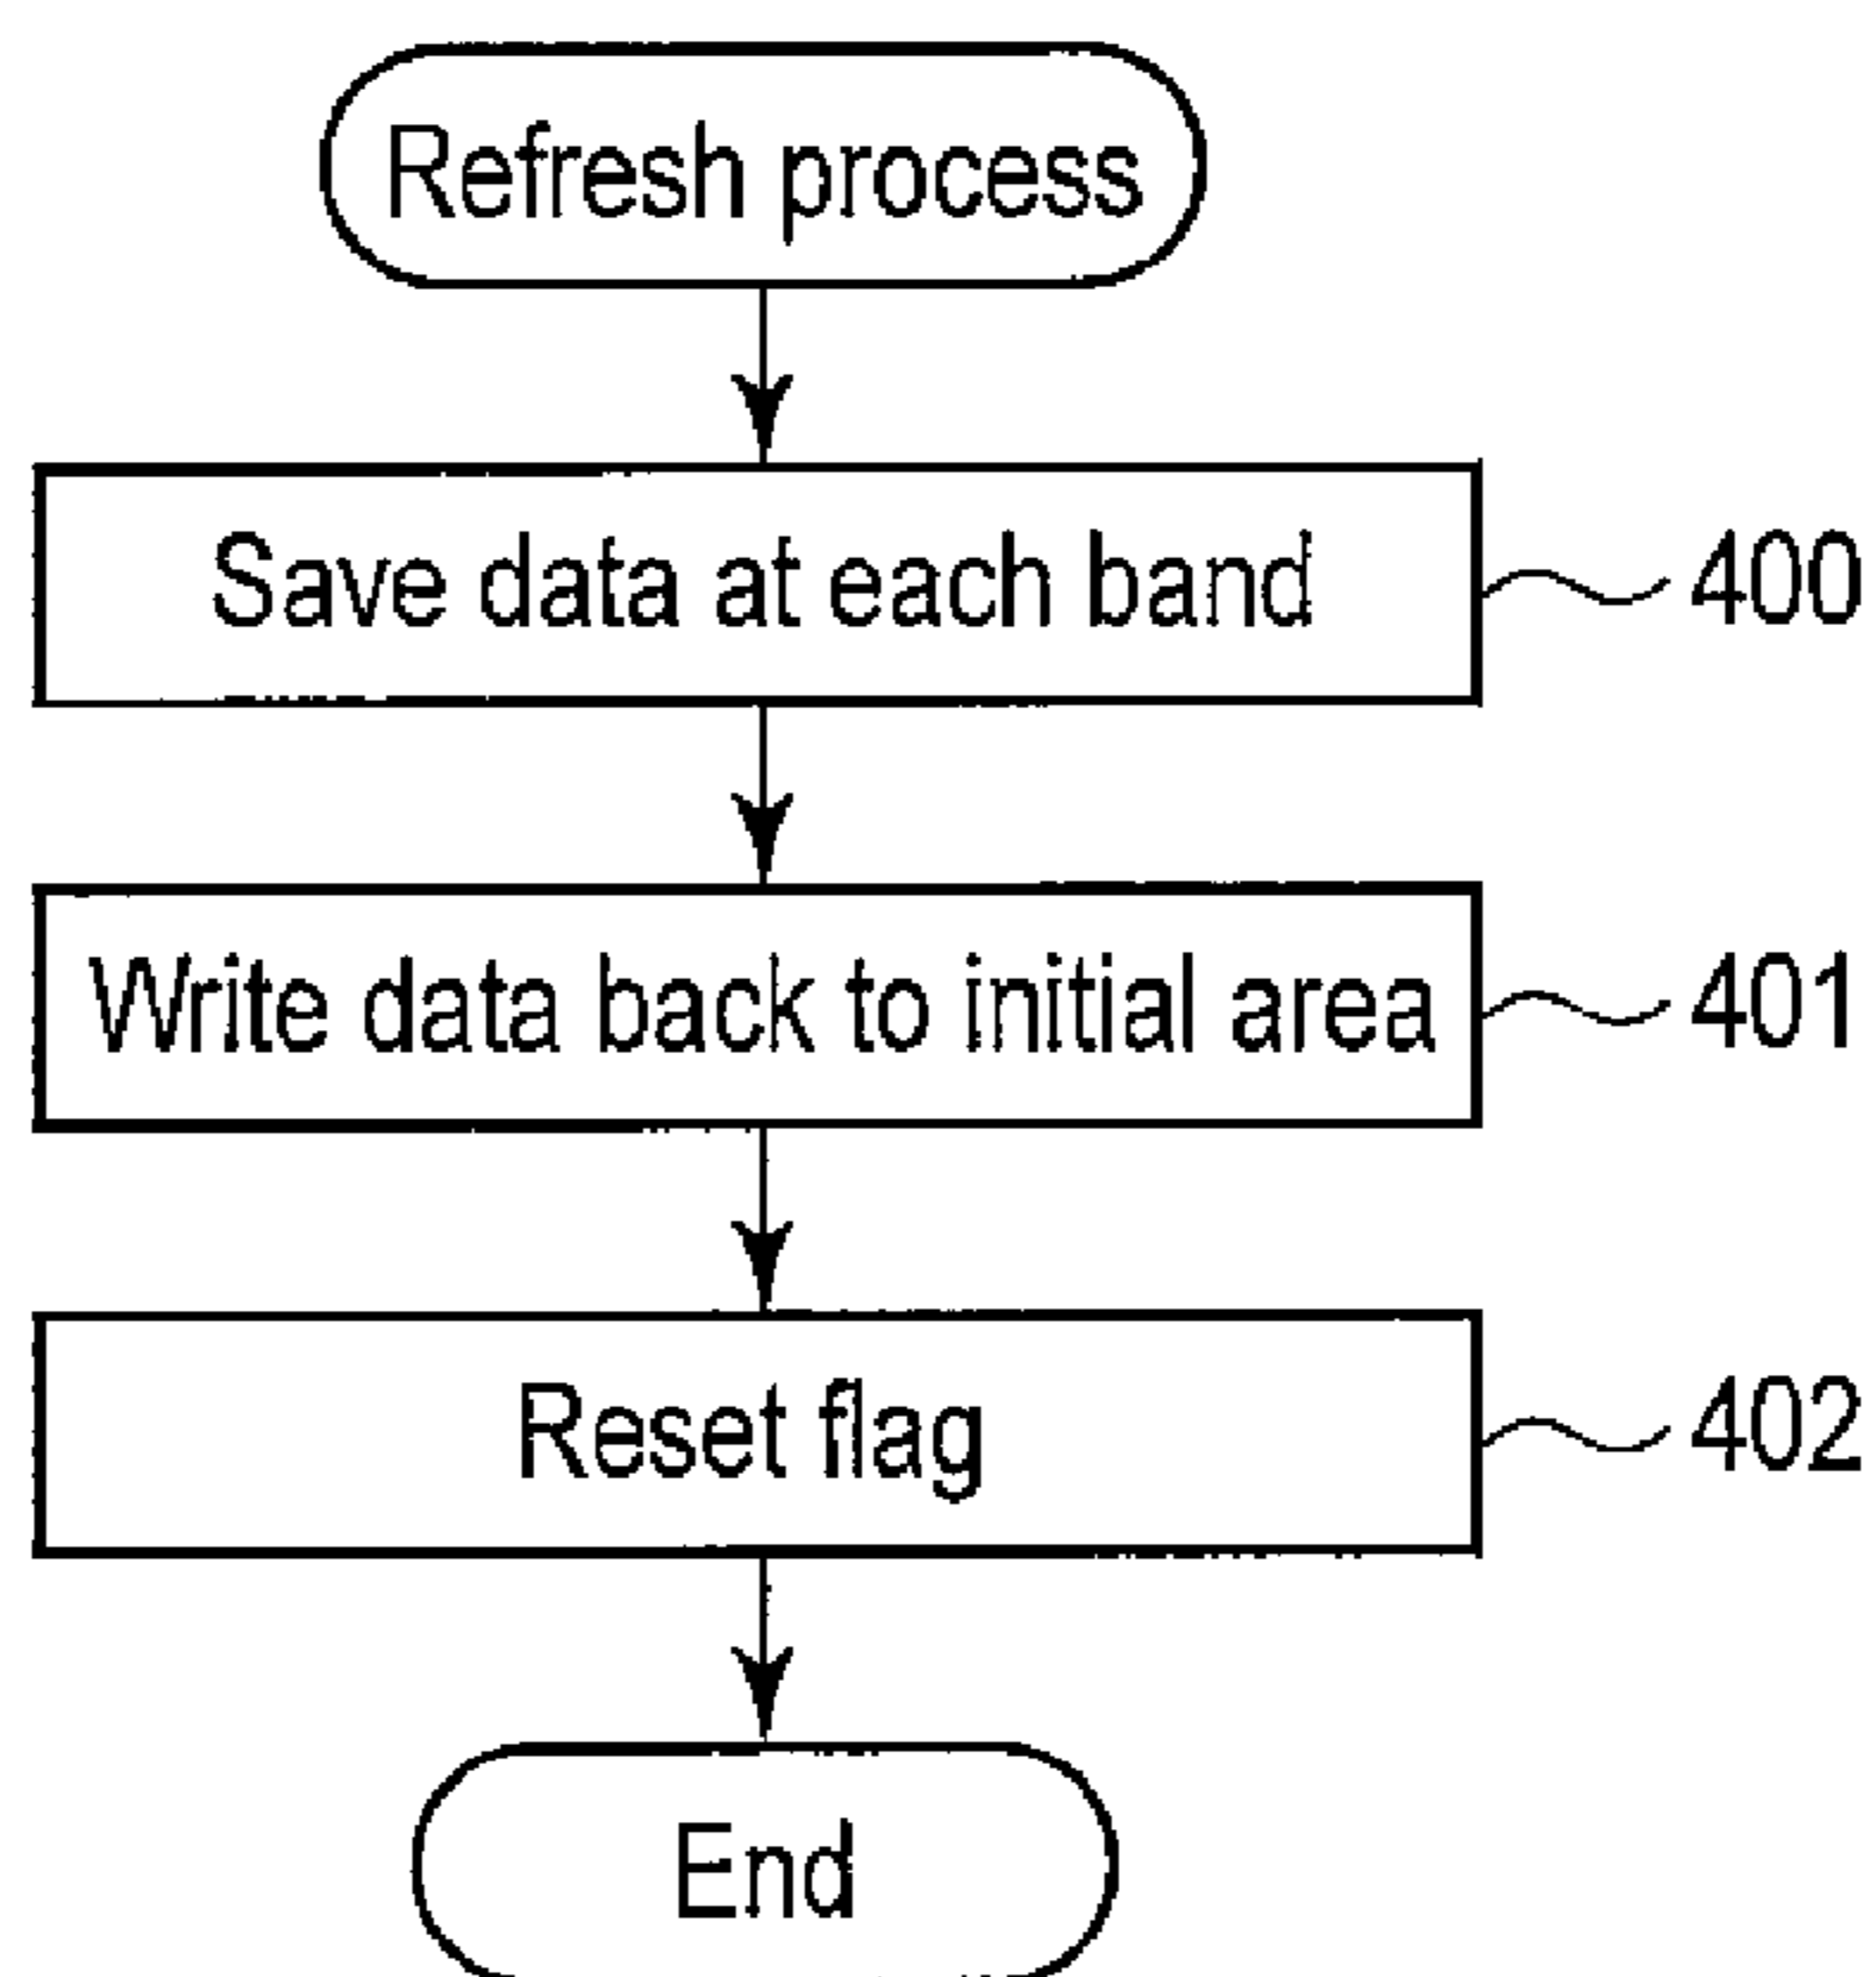 Refresh process
Save data at each band
400
Write data back to initial area
401
Reset flag
402
End